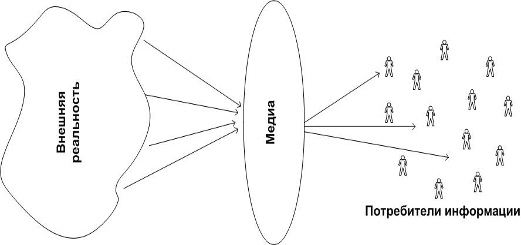 Внешняя
реальность
Медиа
Потребители информации